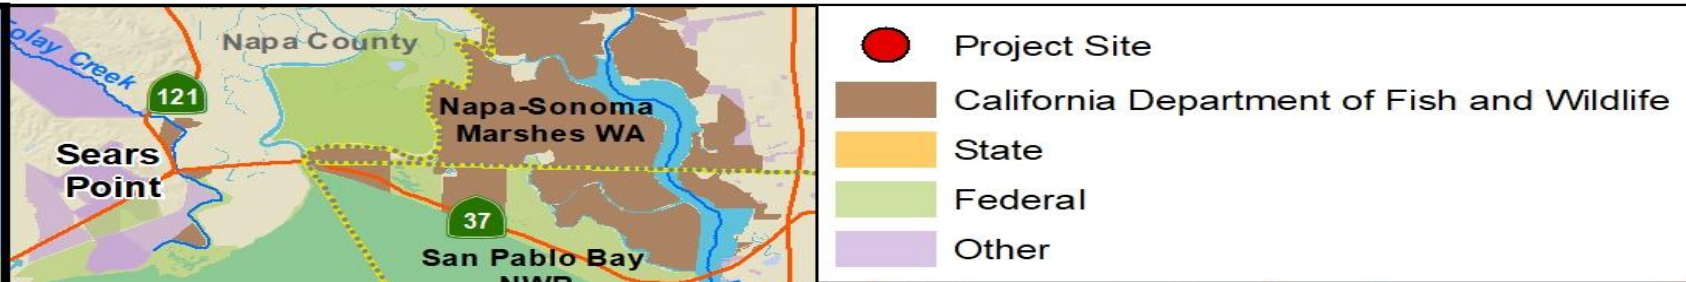 olay Creek
Napa County
121
Napa-Sonoma
Marshes WA
Sears
Point
37
San Pablo Bay
NWR
Project Site
California Department of Fish and Wildlife
State
Federal
Other